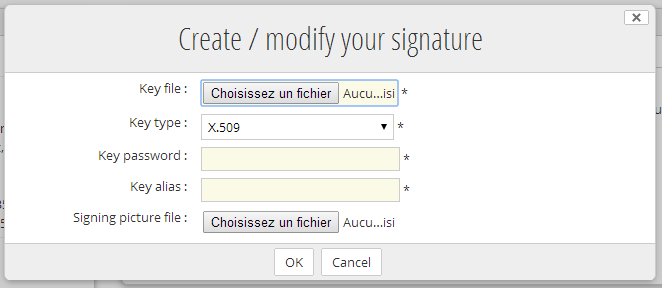 Create / modify your signature
Key file : Choisissez un fichier Aucu...isi *
Key type : X.509 *
Key password : *
Key alias : *
Signing picture file : Choisissez un fichier Aucu...isi
OK Cancel